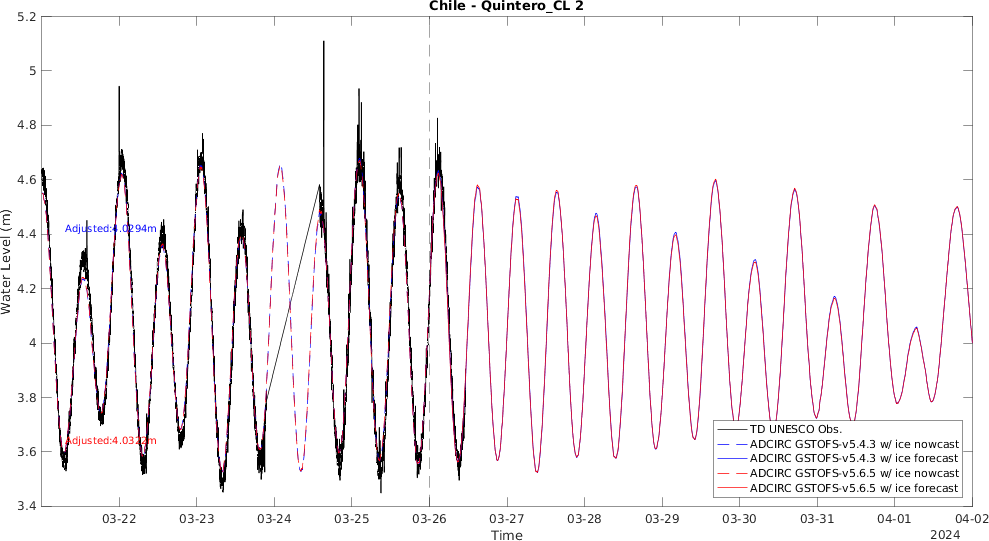 Chile - Quintero_CL 2
5.2
5
4.8
4.6
4.4
4.2
4
3.8
3.6
3.4
Water Level (m)
Adjusted:4.0294m
Adjusted:4.0322m
TD UNESCO Obs.
ADCIRC GSTOFS-v5.4.3 w/ ice nowcast
ADCIRC GSTOFS-v5.4.3 w/ ice forecast
ADCIRC GSTOFS-v5.6.5 w/ ice nowcast
ADCIRC GSTOFS-v5.6.5 w/ ice forecast
03-22 03-23 03-24 03-25 03-26 03-27 03-28 03-29 03-30 03-31 04-01 04-02
Time
2024